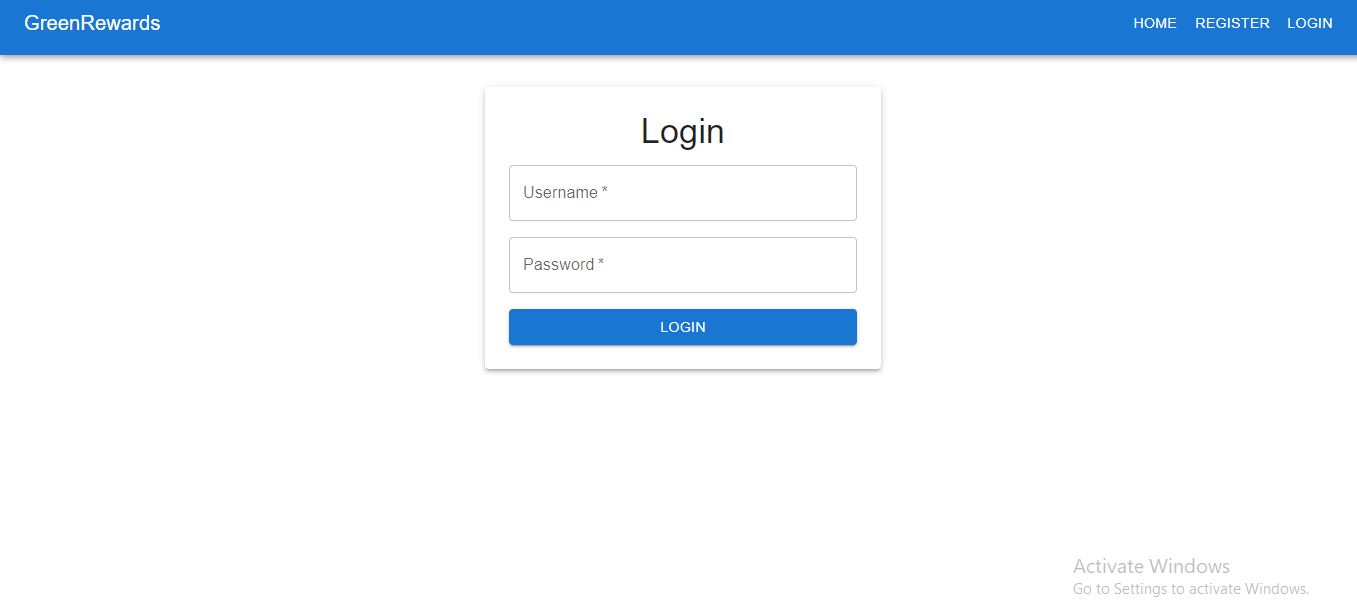 GreenRewards
HOME REGISTER LOGIN
Login
Username *
Password *
LOGIN
Activate Windows
Go to Settings to activate Windows.